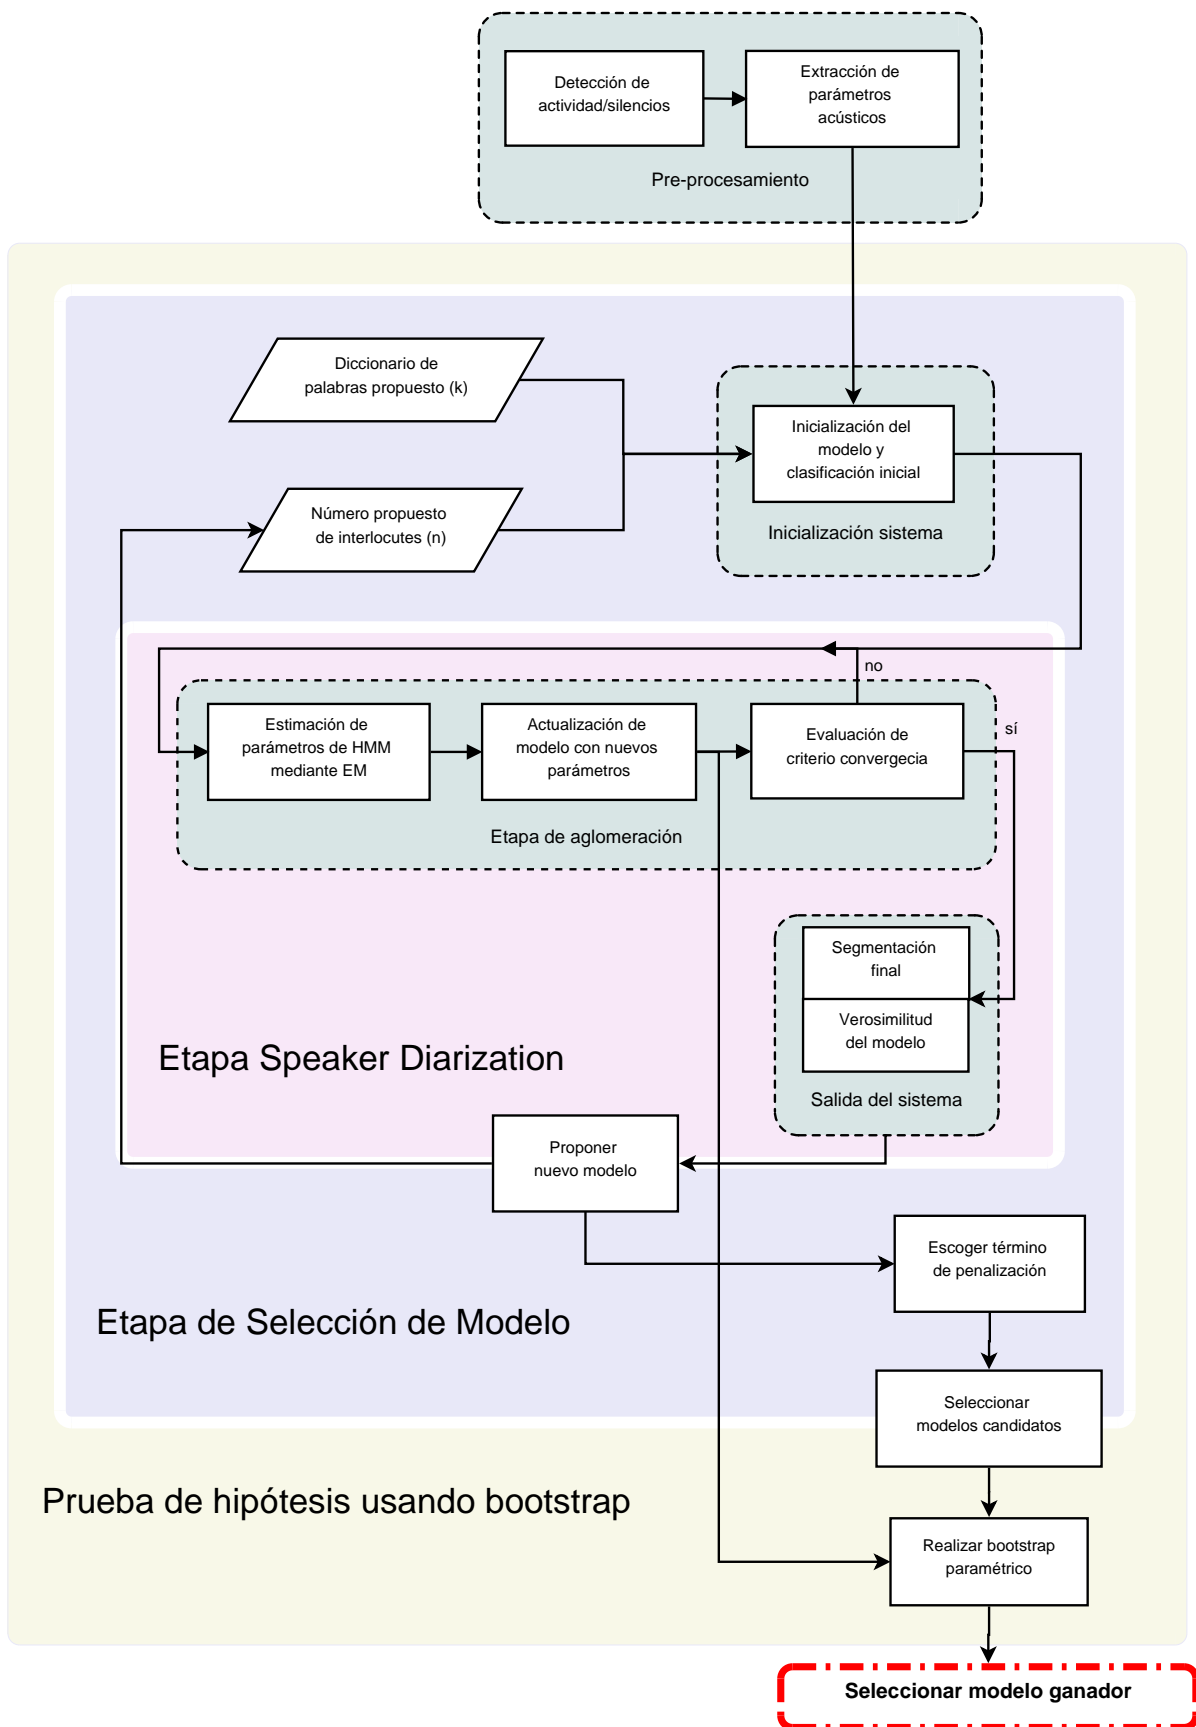 Detección de
actividad/silencios
Extracción de
parámetros
acústicos
Pre-procesamiento
Diccionario de
palabras propuesto (k)
Inicialización del
modelo y
clasificación inicial
Número propuesto
de interlocutes (n)
Inicialización sistema
no
sí
Estimación de
parámetros de HMM
mediante EM
Actualización de
modelo con nuevos
parámetros
Evaluación de
criterio convergecia
Etapa de aglomeración
Segmentación
final
Verosimilitud
del modelo
Salida del sistema
Etapa Speaker Diarization
Proponer
nuevo modelo
Escoger término
de penalización
Etapa de Selección de Modelo
Seleccionar
modelos candidatos
Prueba de hipótesis usando bootstrap
Realizar bootstrap
paramétrico
Seleccionar modelo ganador